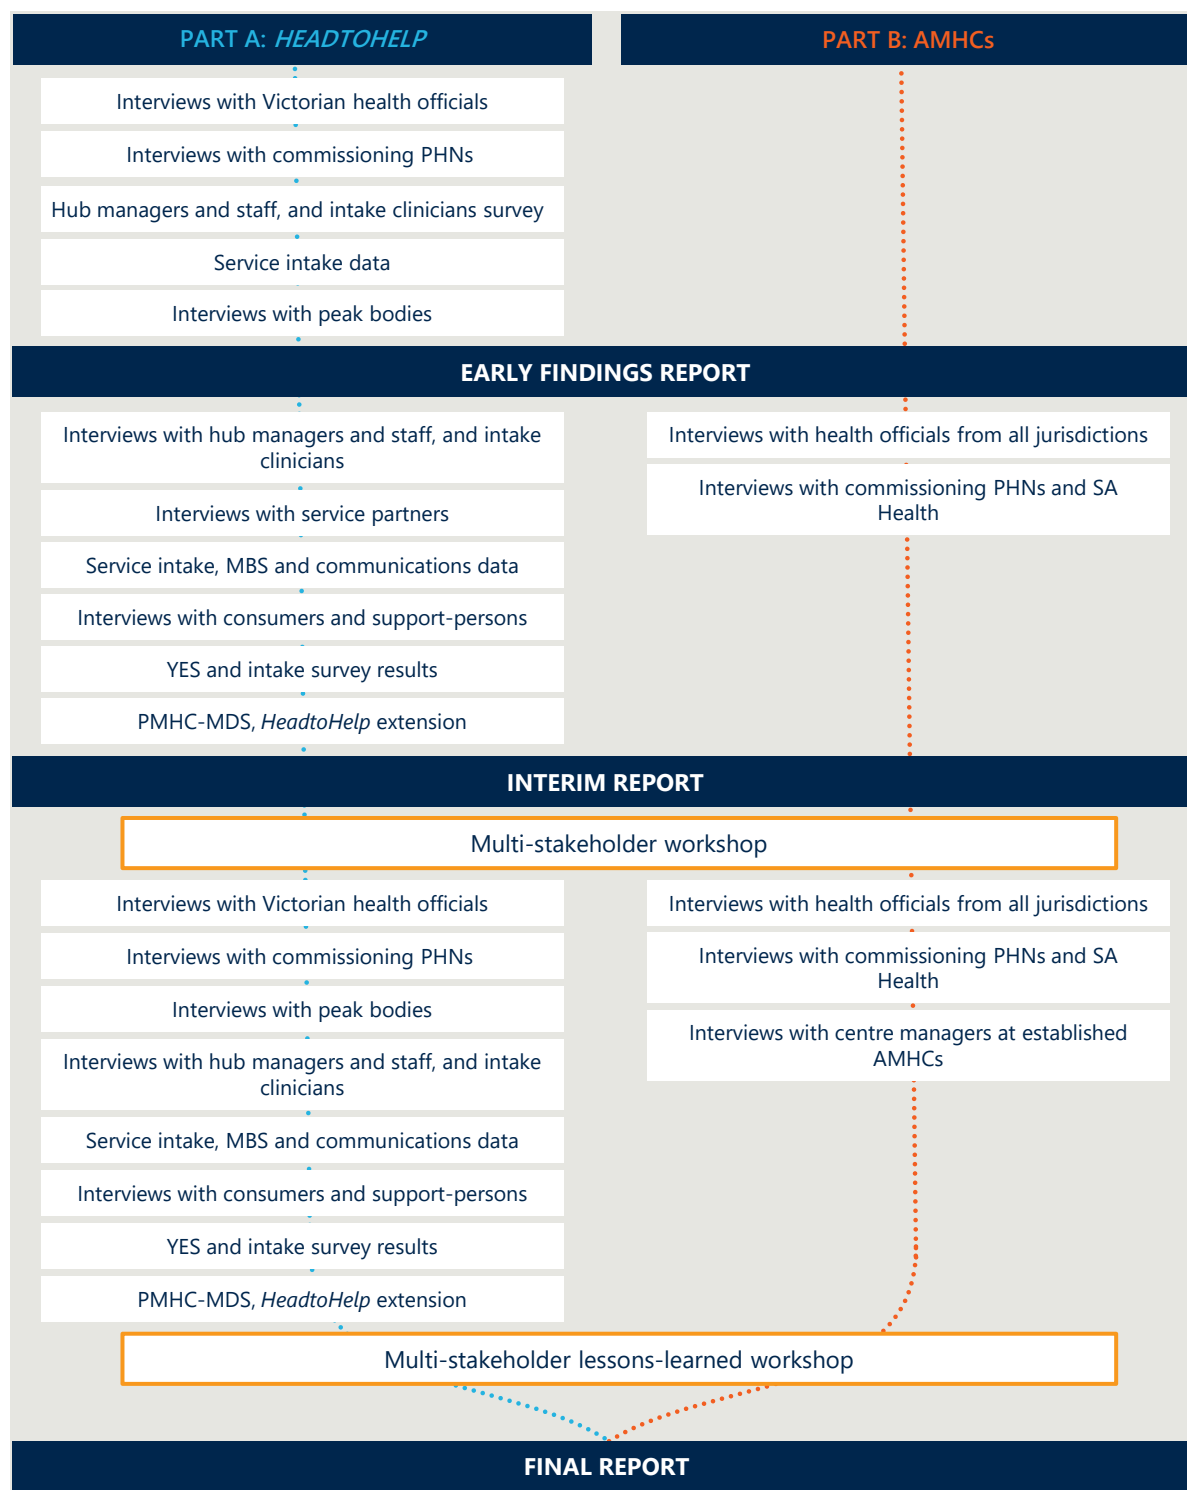 PART A: HEADTOHELP
PART B: AMHCs
Interviews with Victorian health officials
Interviews with commissioning PHNs
Hub managers and staff, and intake clinicians survey
Service intake data
Interviews with peak bodies
EARLY FINDINGS REPORT
Interviews with hub managers and staff, and intake
clinicians
Interviews with service partners
Service intake, MBS and communications data
Interviews with consumers and support-persons
YES and intake survey results
PMHC-MDS, HeadtoHelp extension
Interviews with health officials from all jurisdictions
Interviews with commissioning PHNs and SA
Health
INTERIM REPORT
Multi-stakeholder workshop
Interviews with Victorian health officials
Interviews with commissioning PHNs
Interviews with peak bodies
Interviews with hub managers and staff, and intake
clinicians
Service intake, MBS and communications data
Interviews with consumers and support-persons
YES and intake survey results
PMHC-MDS, HeadtoHelp extension
Interviews with health officials from all jurisdictions
Interviews with commissioning PHNs and SA
Health
Interviews with centre managers at established
AMHCs
Multi-stakeholder lessons-learned workshop
FINAL REPORT